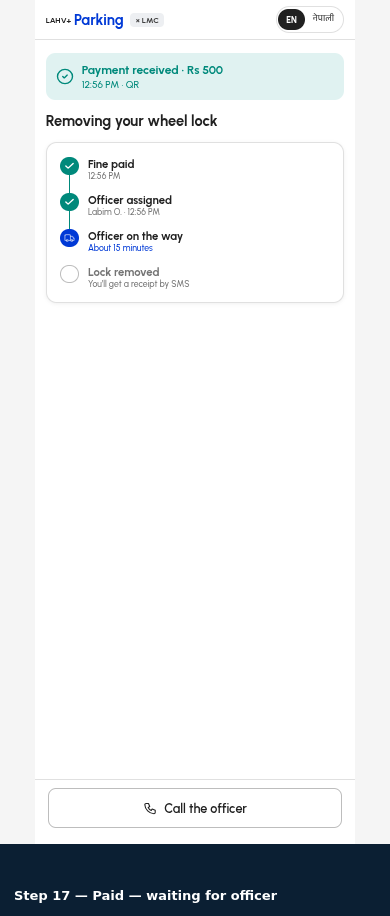 LAHV+ Parking × LMC EN नेपाली
Payment received · Rs 500
12:56 PM · QR
Removing your wheel lock
Fine paid
12:56 PM
Officer assigned
Labim O. · 12:56 PM
Officer on the way
About 15 minutes
Lock removed
You'll get a receipt by SMS
Call the officer
Step 17 — Paid — waiting for officer